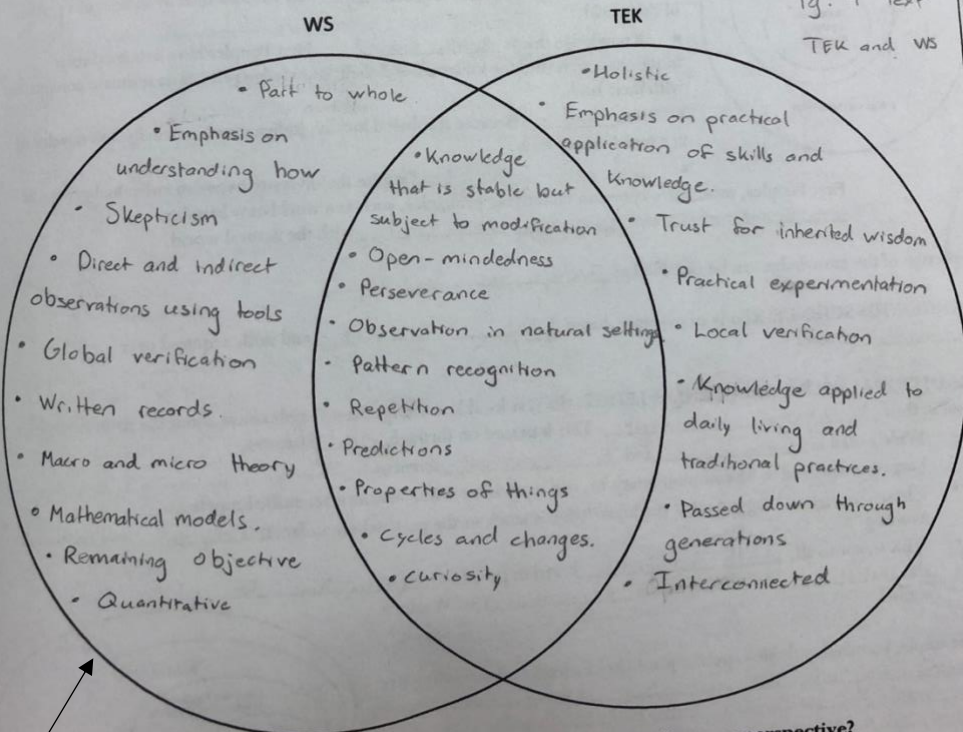 WS
TEK
TEK and WS
• Part to whole
• Emphasis on
understanding how
• Skepticism
• Direct and indirect
observations using tools
• Global verification
• Written records.
• Macro and micro theory
• Mathematical models.
• Remaining objective
• Quantitative
• Knowledge
that is stable but
subject to modification
• Open-mindedness
• Perseverance
• Observation in natural setting
• Pattern recognition
• Repetition
• Predictions
• Properties of things
• Cycles and changes.
• curiosity
• Holistic
• Emphasis on practical
application of skills and
knowledge.
• Trust for inherited wisdom
• Practical experimentation
• Local verification
• Knowledge applied to
daily living and
traditional practices.
• Passed down through
generations
• Interconnected